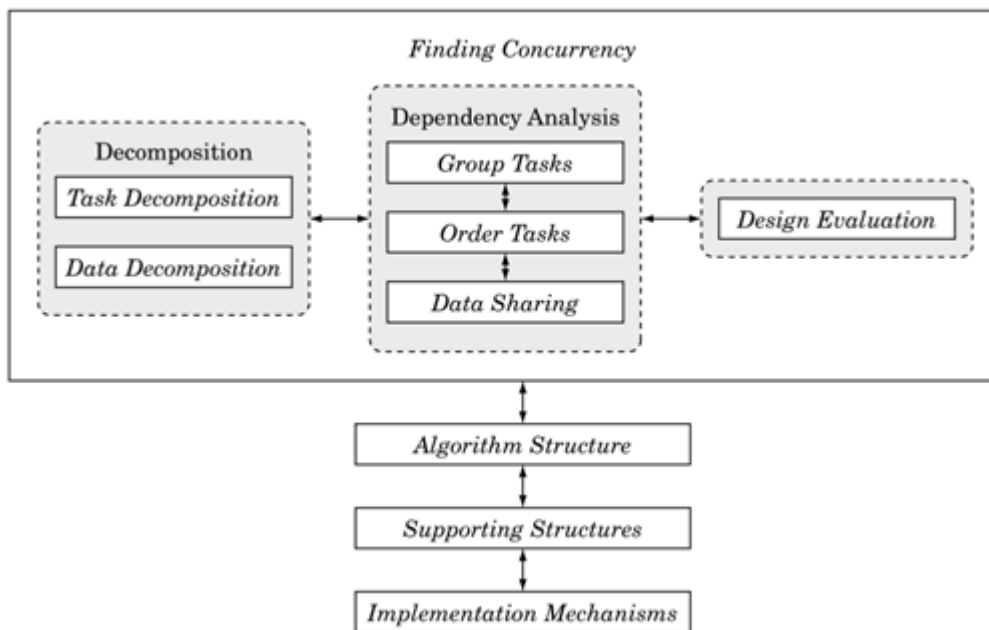 Finding Concurrency
Decomposition
Task Decomposition
Data Decomposition
Dependency Analysis
Group Tasks
Order Tasks
Data Sharing
Design Evaluation
Algorithm Structure
Supporting Structures
Implementation Mechanisms